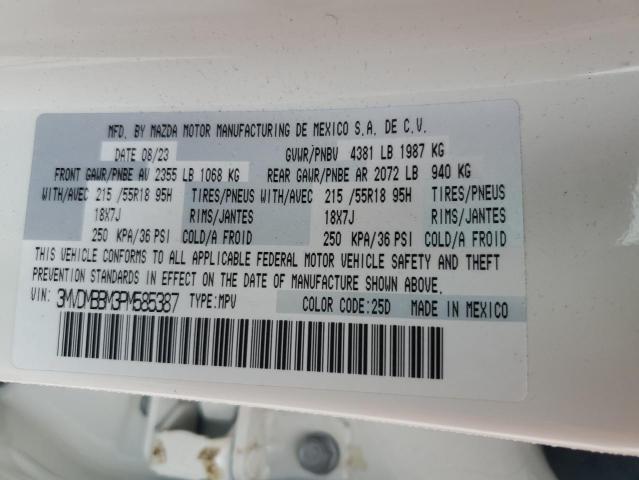 MFD. BY MAZDA MOTOR MANUFACTURING DE MEXICO S.A. DE C.V.
DATE 08/23 GVWR/PNBV 4381 LB 1987 KG
FRONT GAWR/PNBE AV 2355 LB 1068 KG REAR GAWR/PNBE AR 2072 LB 940 KG
WITH/AVEC 215 /55R18 95H TIRES/PNEUS WITH/AVEC 215 /55R18 95H TIRES/PNEUS
18X7J RIMS/JANTES 18X7J RIMS/JANTES
250 KPA/36 PSI COLD/A FROID 250 KPA/36 PSI COLD/A FROID
THIS VEHICLE CONFORMS TO ALL APPLICABLE FEDERAL MOTOR VEHICLE SAFETY AND THEFT
PREVENTION STANDARDS IN EFFECT ON THE DATE OF MANUFACTURE SHOWN ABOVE.
VIN: 3MVDMBBM3PM585387 TYPE:MPV COLOR CODE:25D MADE IN MEXICO